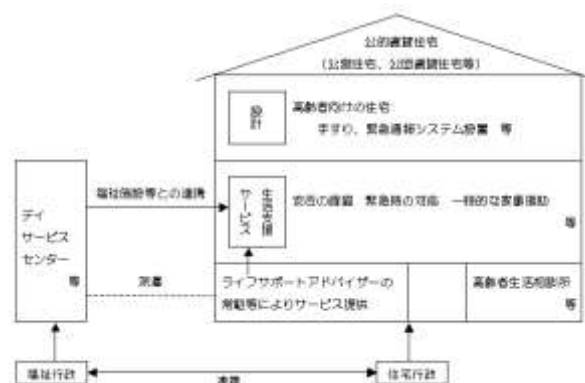 公的賃貸住宅
（公営住宅、公団賃貸住宅等）
設計
高齢者向けの住宅
手すり、緊急通報システム設置　等
福祉施設等との連携
生活支援
サービス
安否の確認　緊急時の対応　一時的な家事援助
等
デイ
サービス
センター
等
派遣
ライフサポートアドバイザーの
常駐等によりサービス提供
高齢者生活相談所
等
福祉行政
連携
住宅行政